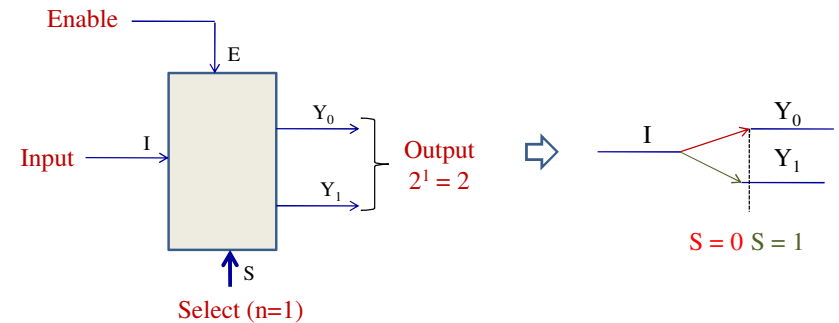 Enable
E
Y₀
I
Input
Y₁
Output
2¹ = 2
S
Select (n=1)
I
Y₀
Y₁
S = 0 S = 1